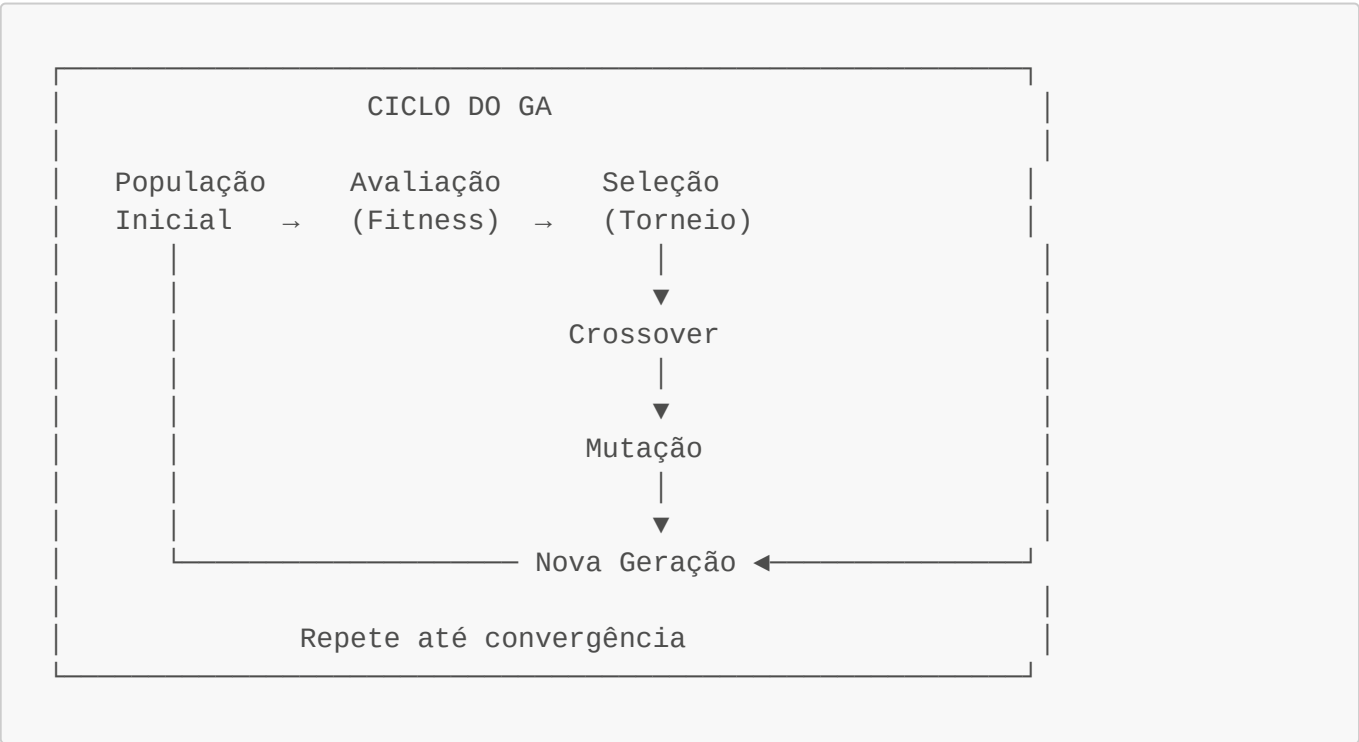 CICLO DO GA
População Avaliação Seleção
Inicial → (Fitness) → (Torneio)
▼
Crossover
▼
Mutação
▼
Nova Geração ◄
Repete até convergência